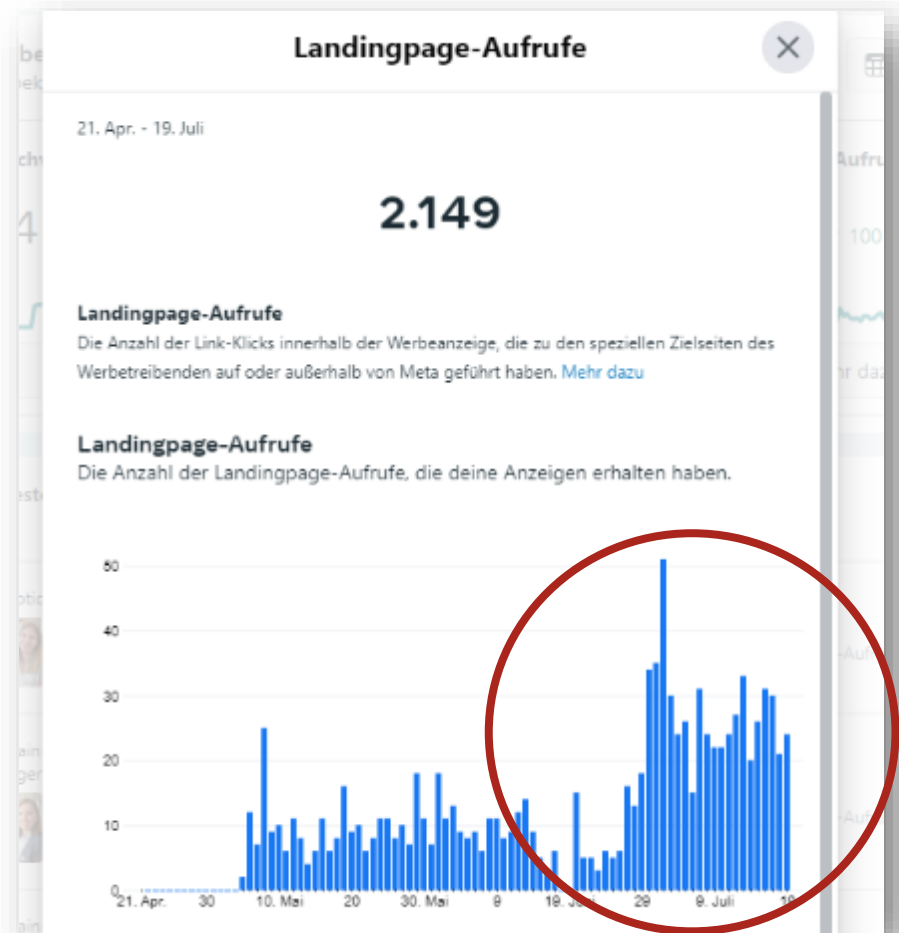 Landingpage-Aufrufe
21. Apr. - 19. Juli
2.149
Landingpage-Aufrufe
Die Anzahl der Link-Klicks innerhalb der Werbeanzeige, die zu den speziellen Zielseiten des
Werbetreibenden auf oder außerhalb von Meta geführt haben. Mehr dazu
Landingpage-Aufrufe
Die Anzahl der Landingpage-Aufrufe, die deine Anzeigen erhalten haben.
50
40
30
20
10
0
21. Apr. 30 10. Mai 20 30. Mai 9 19. 29 9. Juli
100